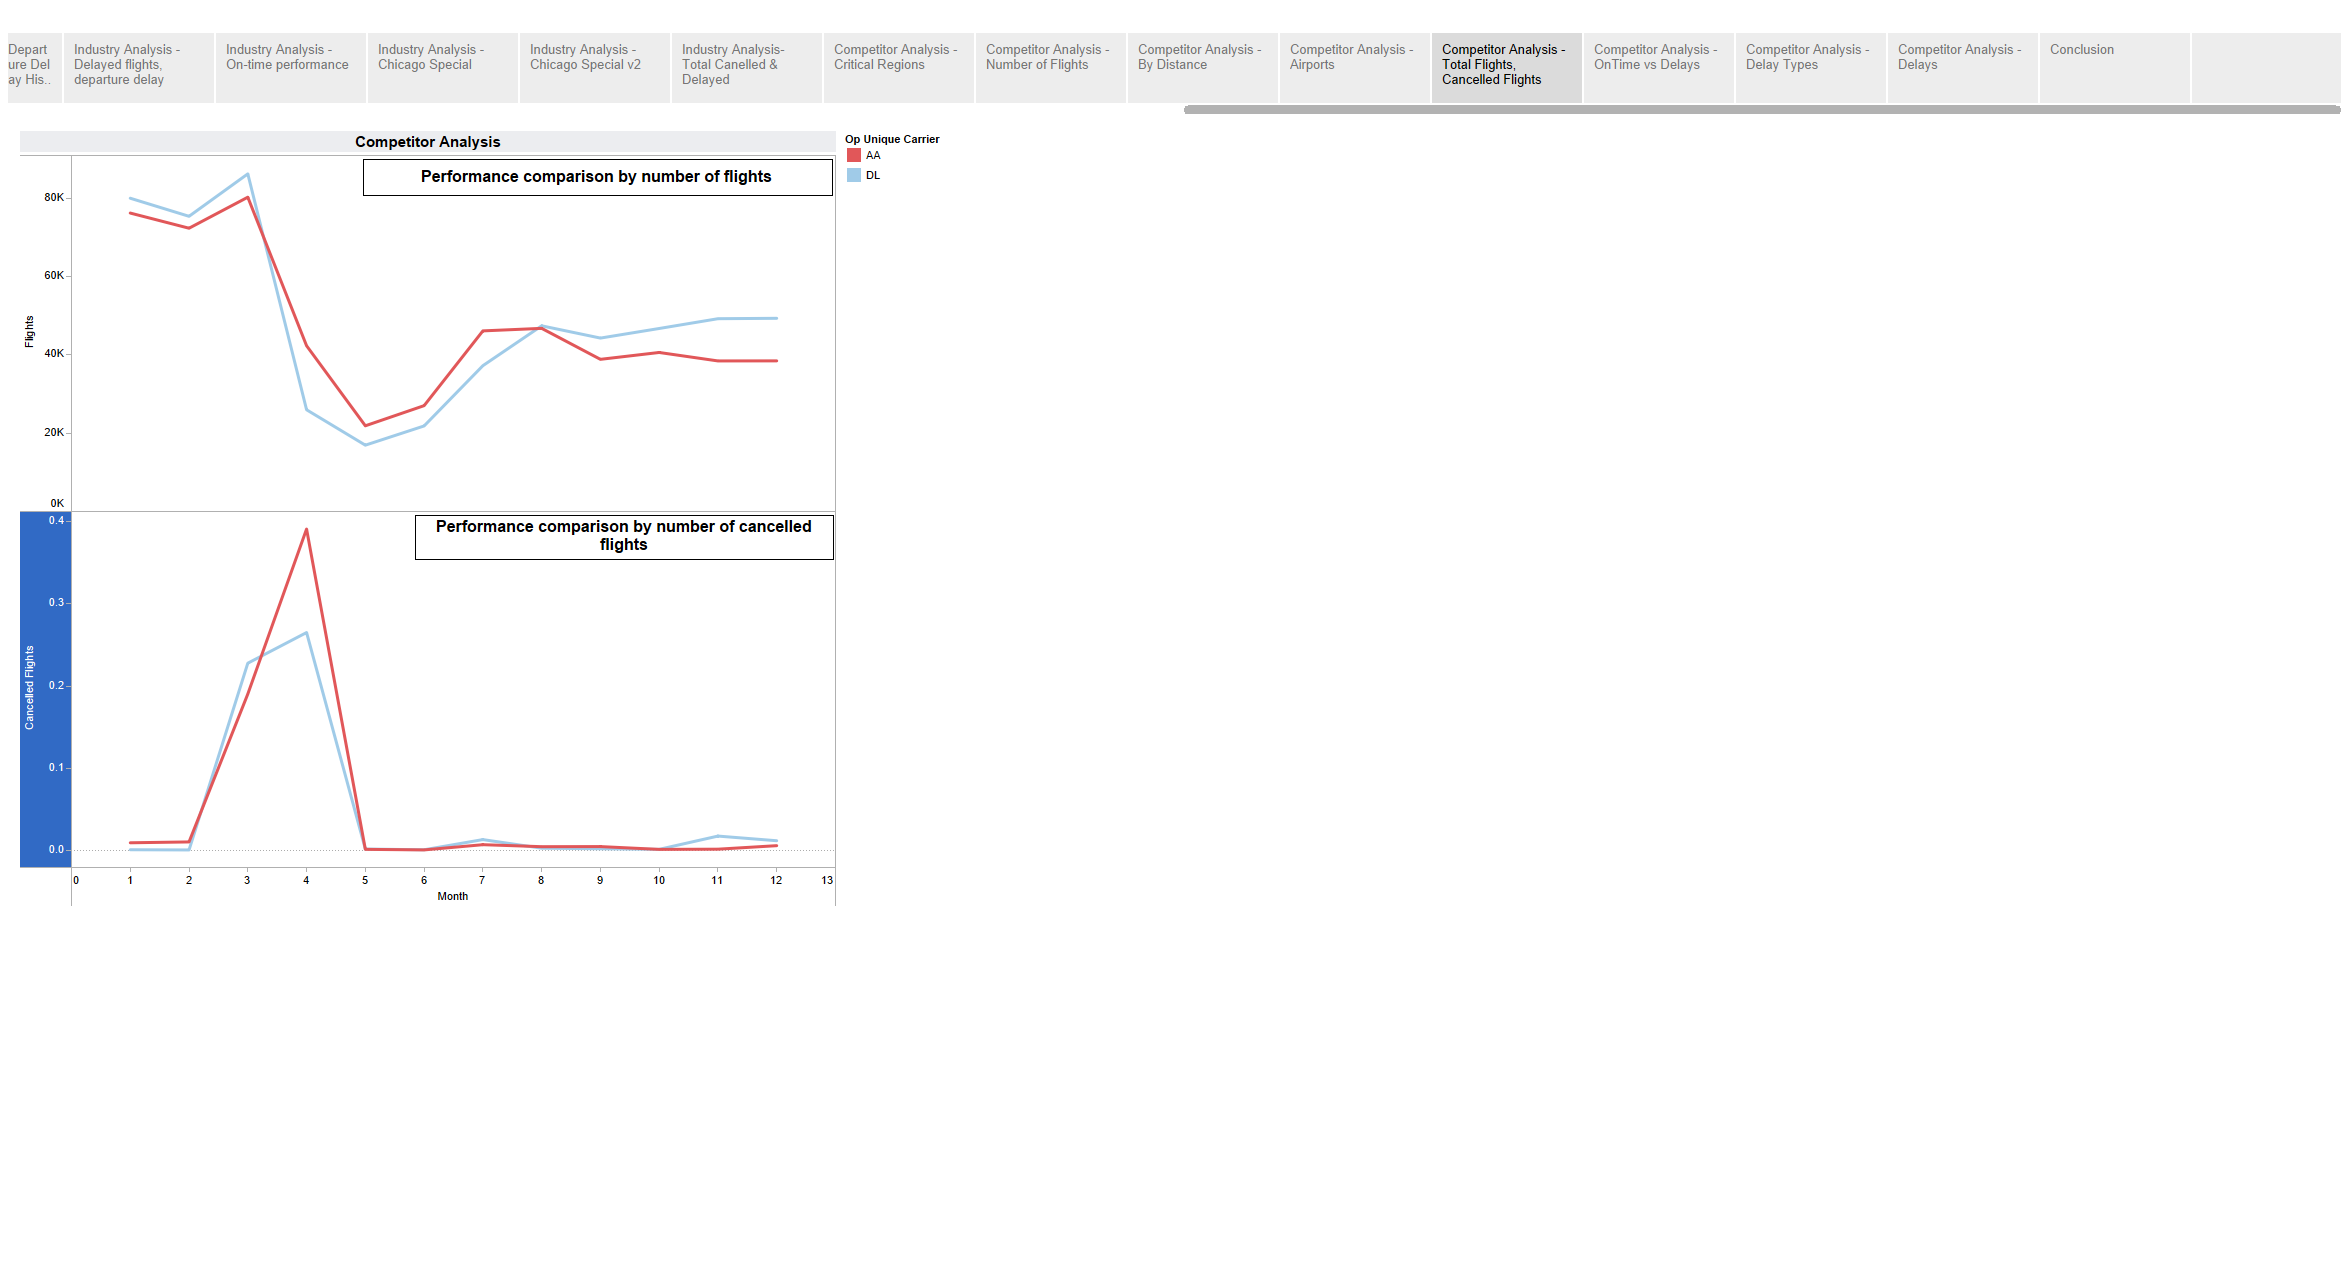 Depart
ure Del
ay His..
Industry Analysis -
Delayed flights,
departure delay
Industry Analysis -
On-time performance
Industry Analysis -
Chicago Special
Industry Analysis -
Chicago Special v2
Industry Analysis-
Total Canelled &
Delayed
Competitor Analysis -
Critical Regions
Competitor Analysis -
Number of Flights
Competitor Analysis -
By Distance
Competitor Analysis -
Airports
Competitor Analysis -
Total Flights,
Cancelled Flights
Competitor Analysis -
OnTime vs Delays
Competitor Analysis -
Delay Types
Competitor Analysis -
Delays
Conclusion
Competitor Analysis
Op Unique Carrier
AA
DL
Performance comparison by number of flights
80K
60K
40K
20K
0K
Flights
Performance comparison by number of cancelled
flights
0.4
0.3
0.2
0.1
0.0
Cancelled Flights
0 1 2 3 4 5 6 7 8 9 10 11 12 13
Month